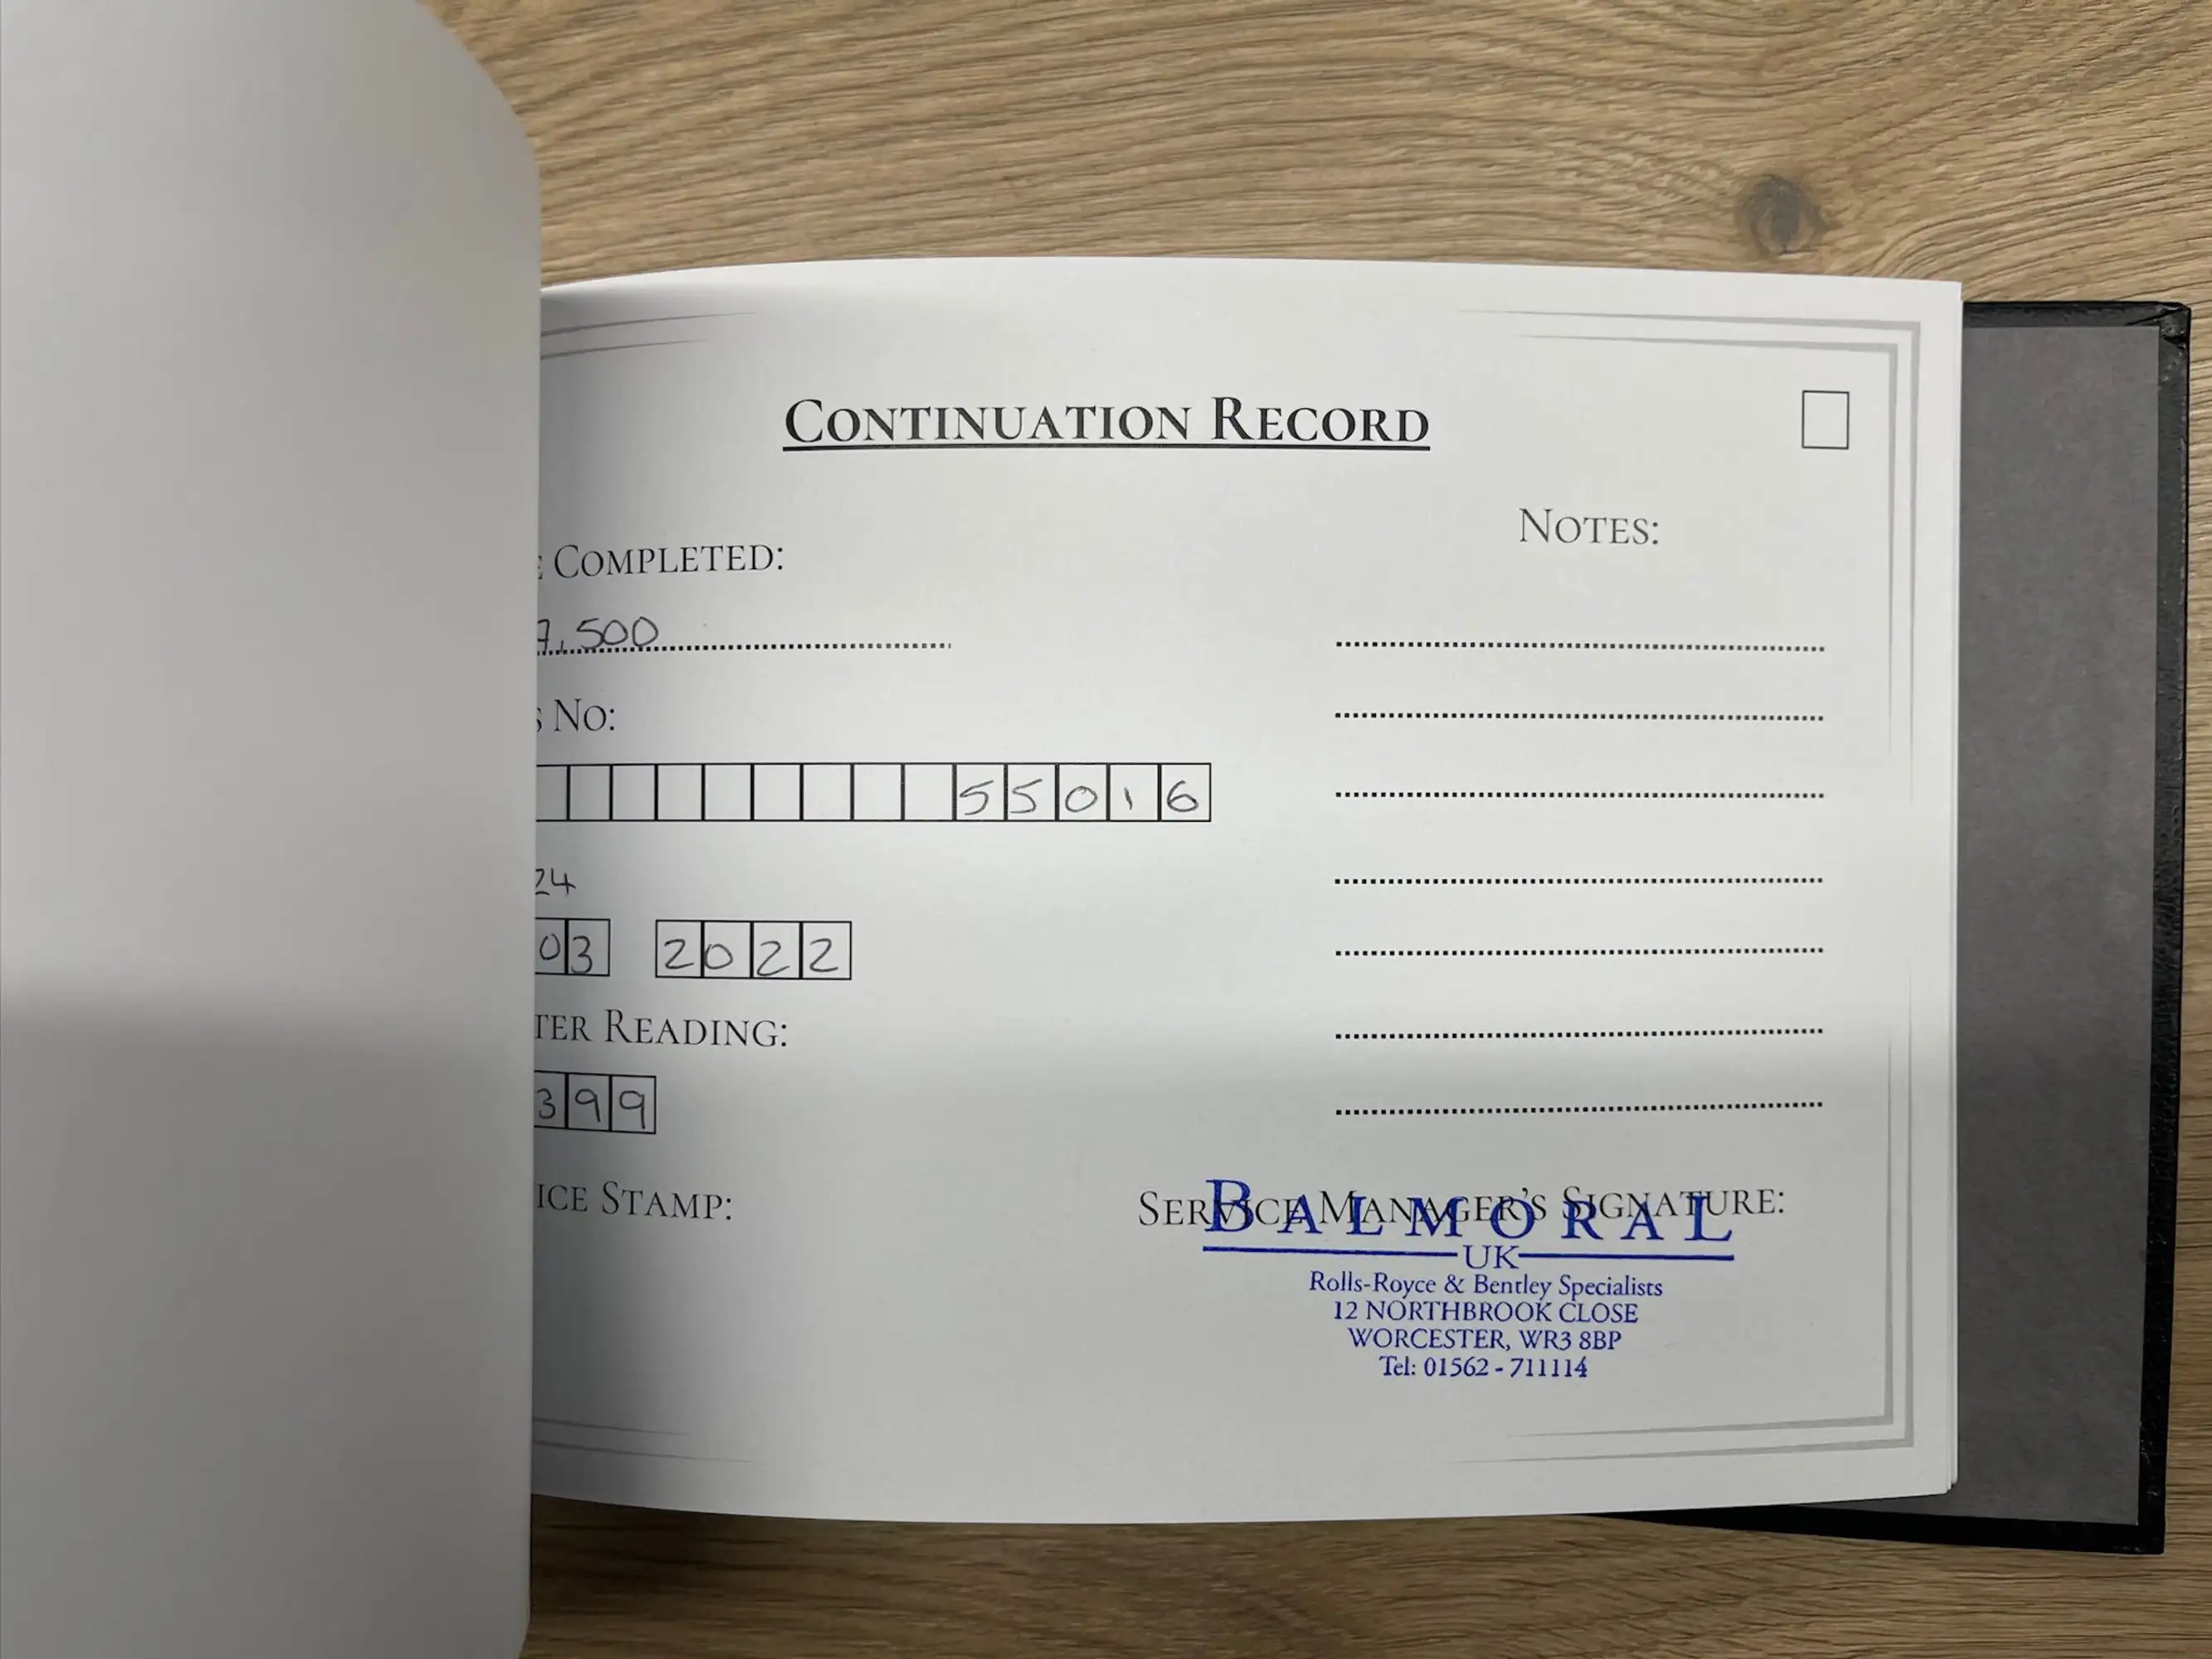 CONTINUATION RECORD
COMPLETED:
NOTES:
7,500
No:
55016
24
03 2022
TER READING:
399
ICE STAMP:
SERVICE MANAGER'S SIGNATURE:
BALMORAL
UK
Rolls-Royce & Bentley Specialists
12 NORTHBROOK CLOSE
WORCESTER, WR3 8BP
Tel: 01562 - 711114